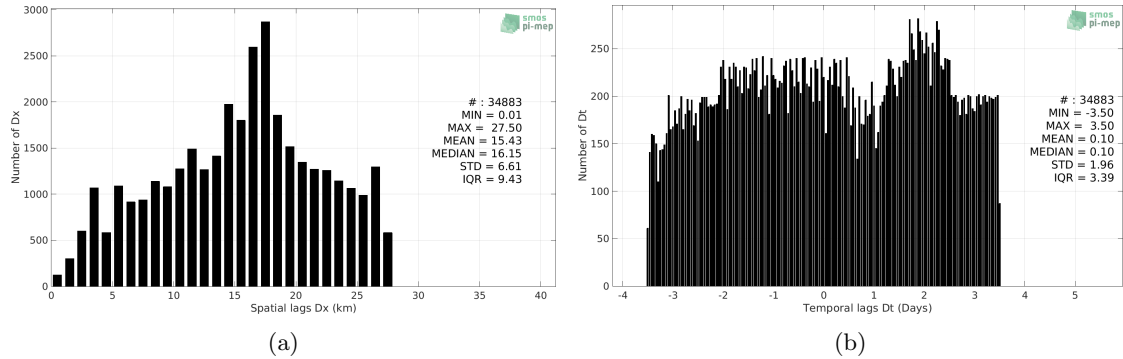 3000
2500
2000
1500
1000
500
0
Number of Dx
0 5 10 15 20 25 30 35 40
Spatial lags Dx (km)
smos
pi-mep
# : 34883
MIN = 0.01
MAX = 27.50
MEAN = 15.43
MEDIAN = 16.15
STD = 6.61
IQR = 9.43
(a)
250
200
150
100
50
0
Number of Dt
-4 -3 -2 -1 0 1 2 3 4 5
Temporal lags Dt (Days)
smos
pi-mep
# : 34883
MIN = -3.50
MAX = 3.50
MEAN = 0.10
MEDIAN = 0.10
STD = 1.96
IQR = 3.39
(b)